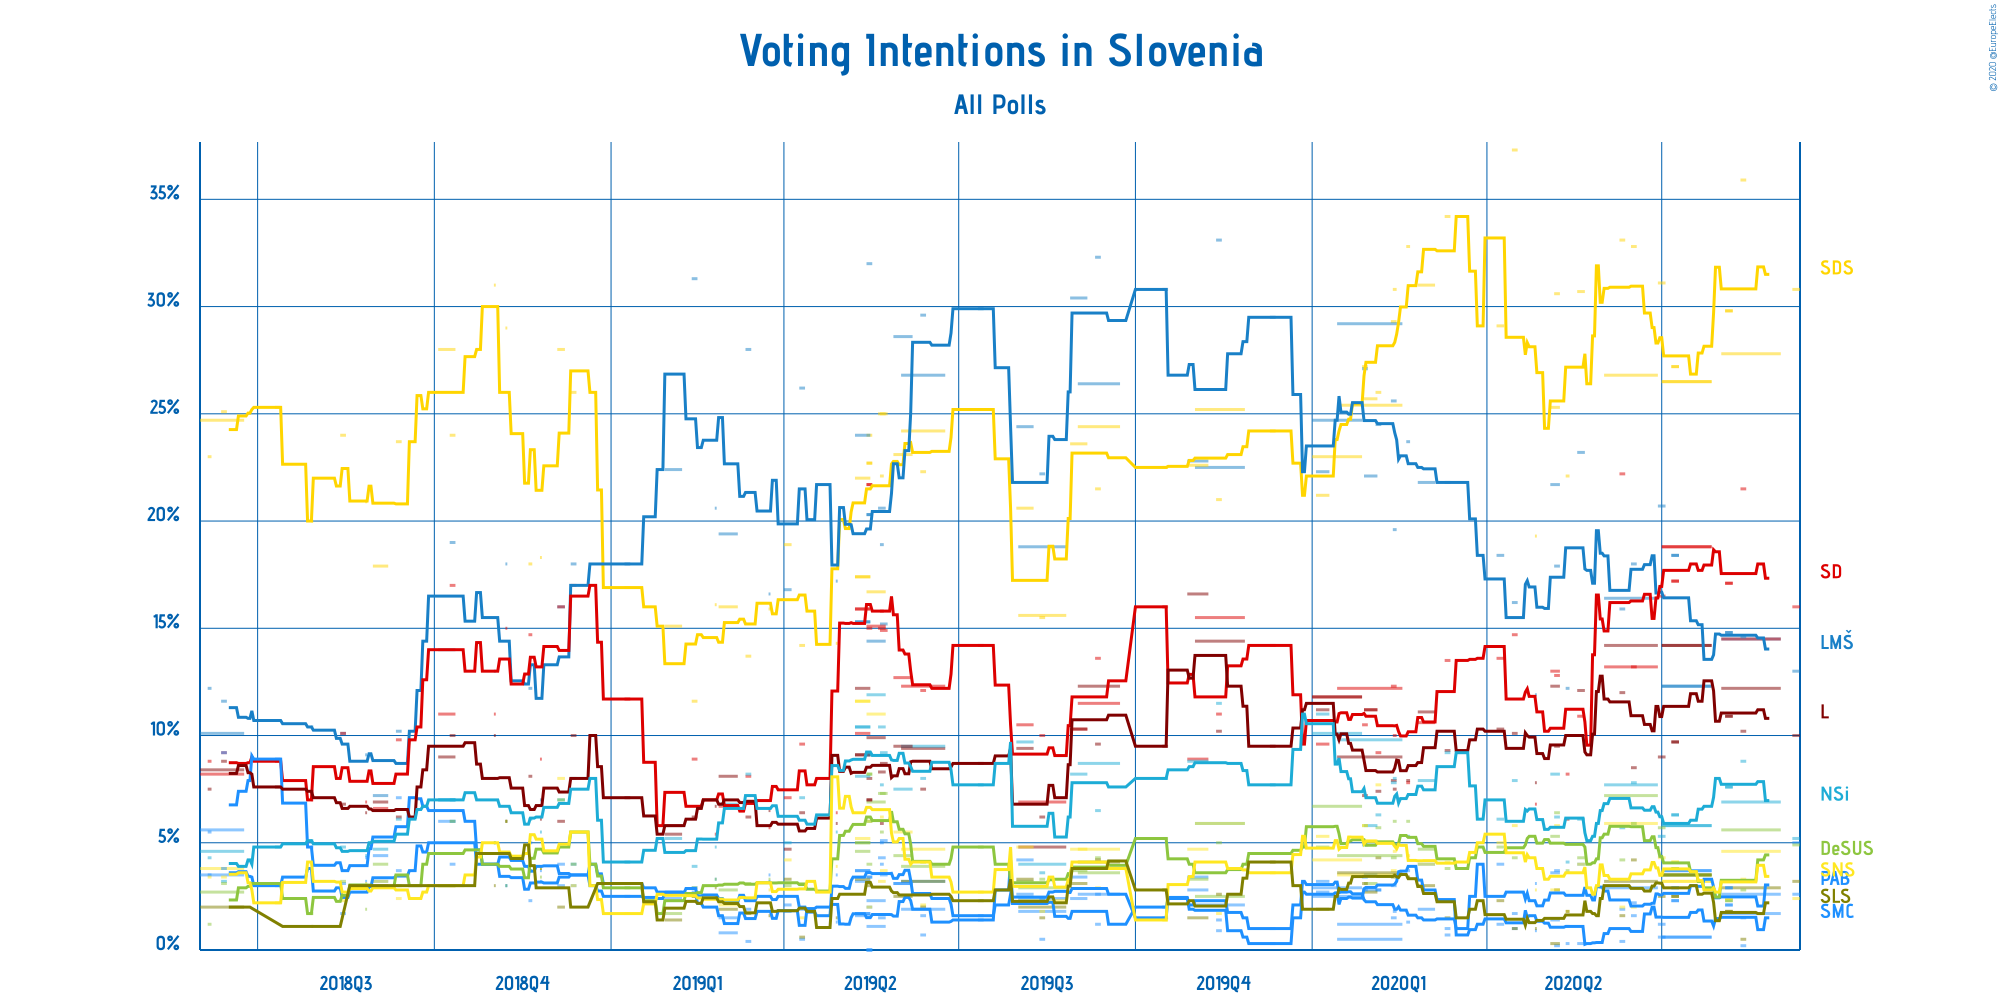 Voting Intentions in Slovenia
All Polls
© 2020 @EuropeElects
35%
30%
25%
20%
15%
10%
5%
0%
SDS
SD
LMŠ
L
NSi
DeSUS
SNS
PAB
SLS
SMC
2018Q3
2018Q4
2019Q1
2019Q2
2019Q3
2019Q4
2020Q1
2020Q2